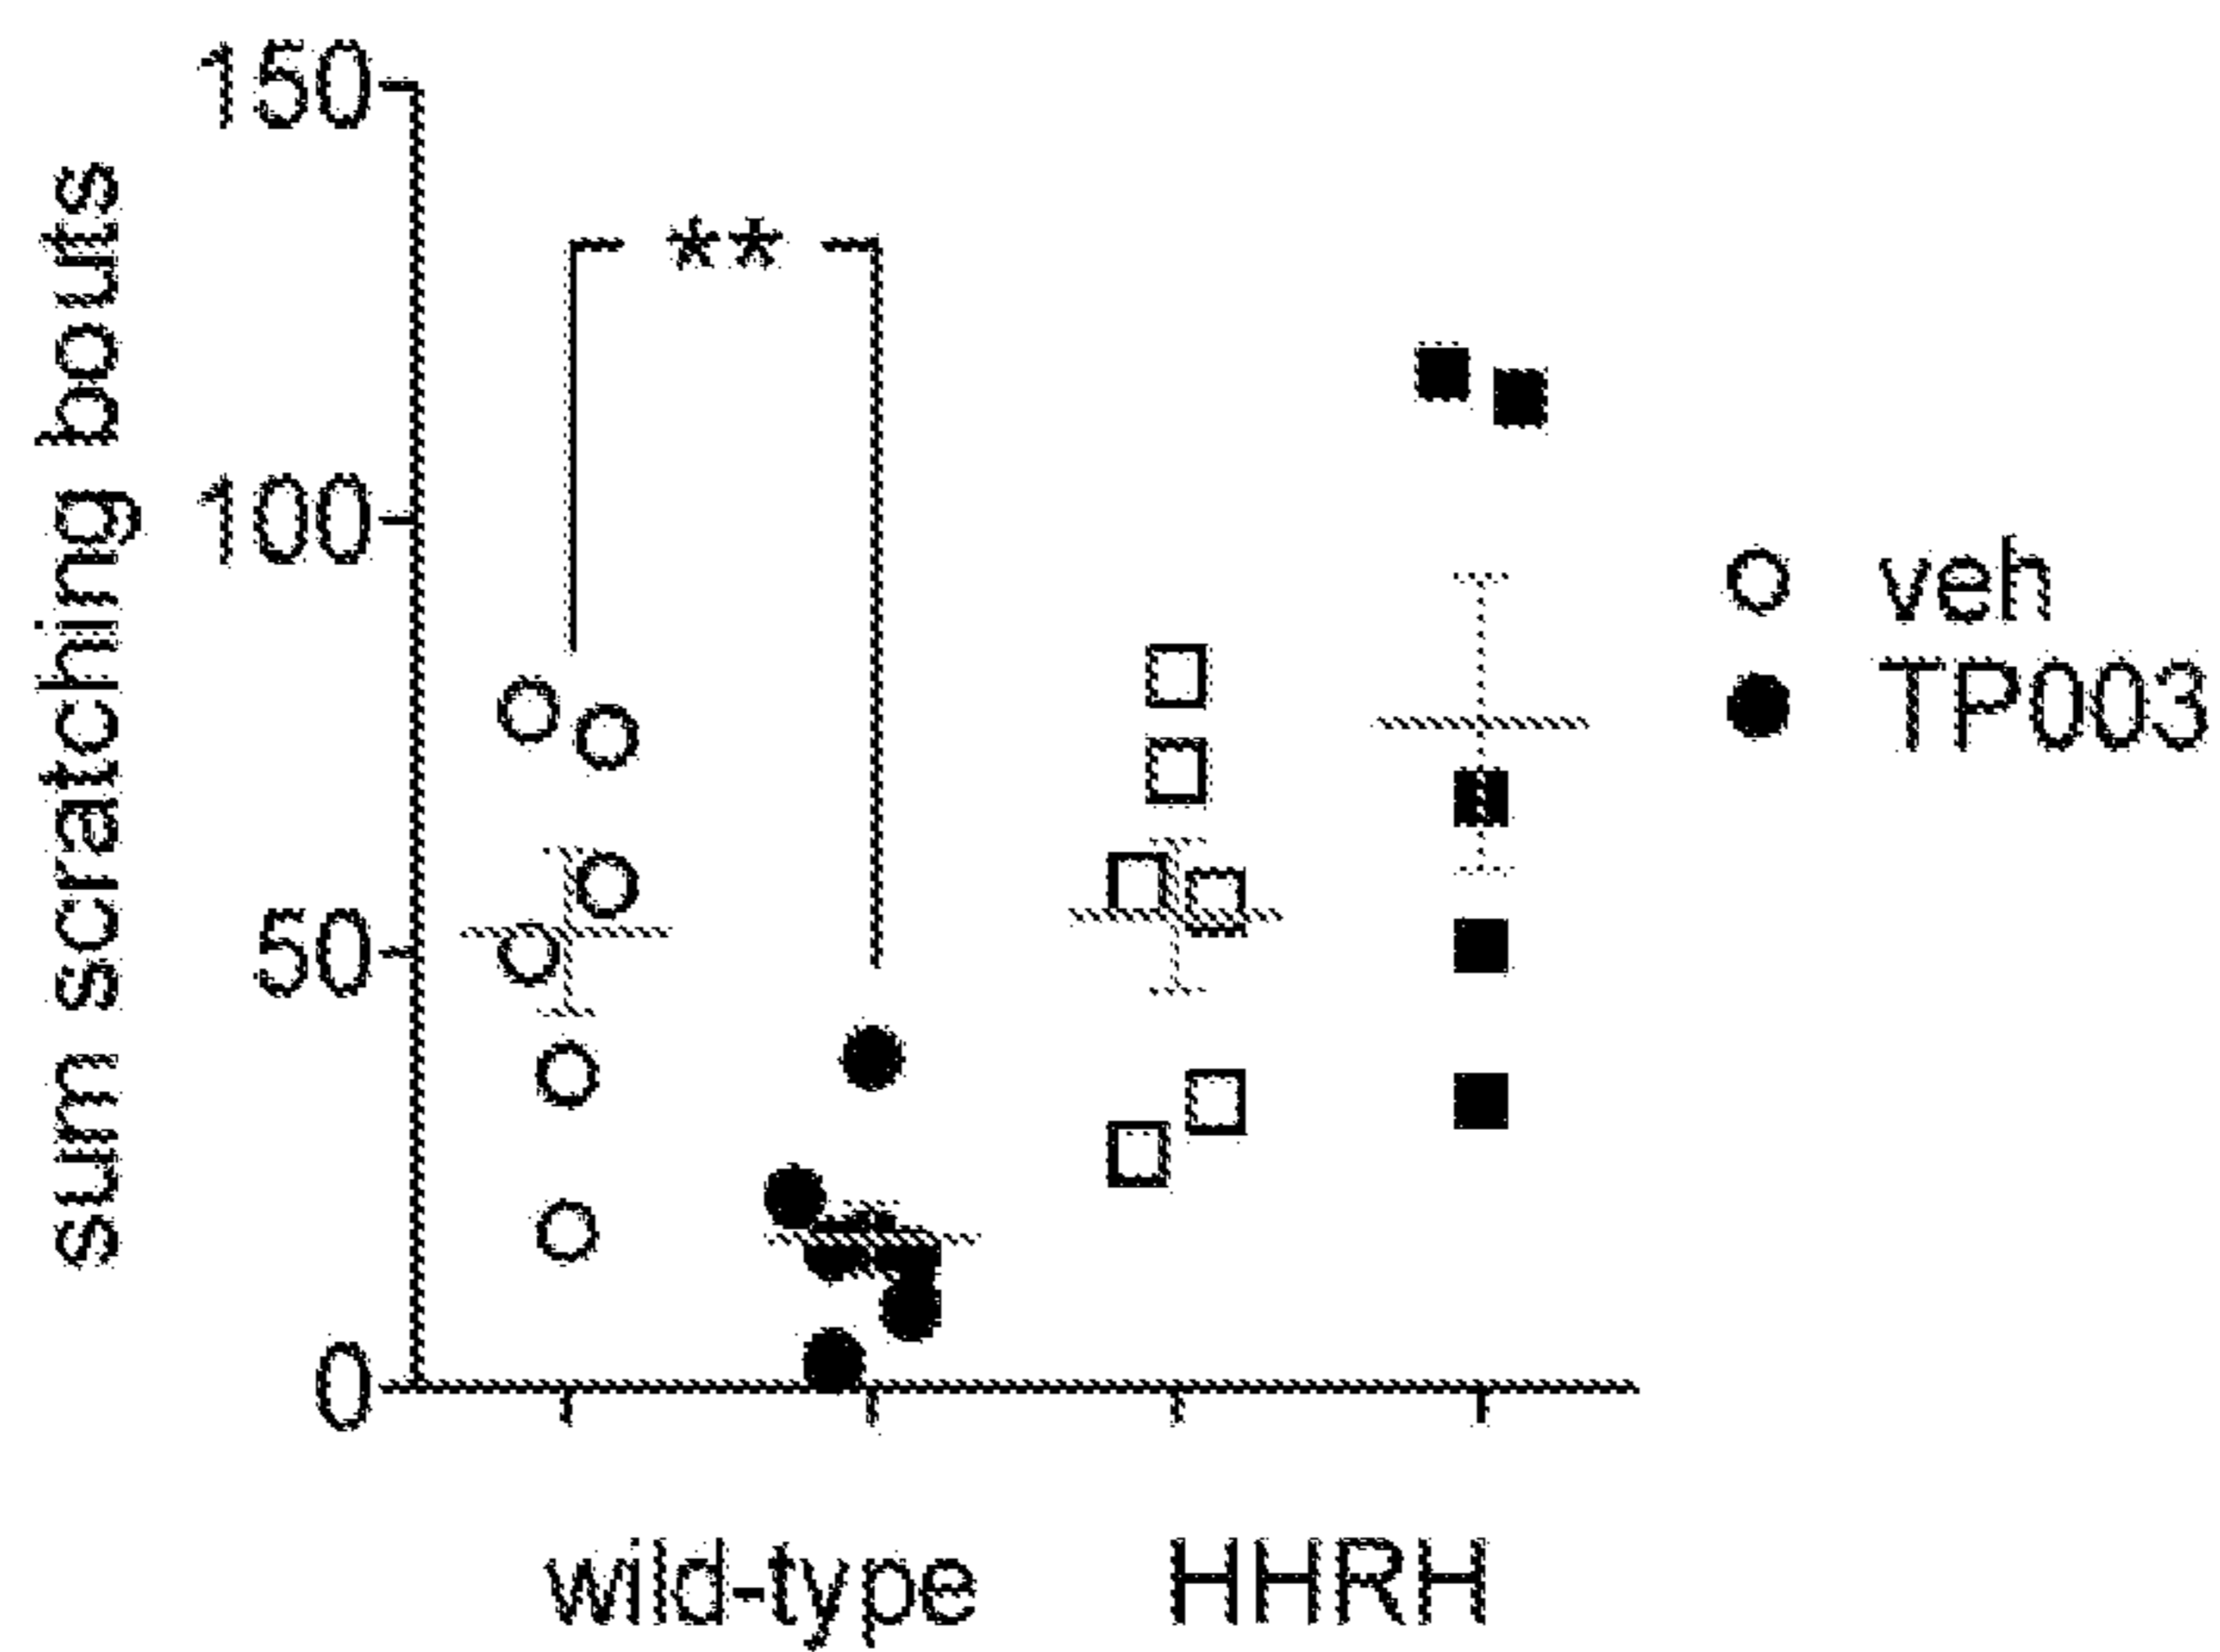 sum scratching bouts
150
100
50
0
**
veh
TP003
wild-type HHRH